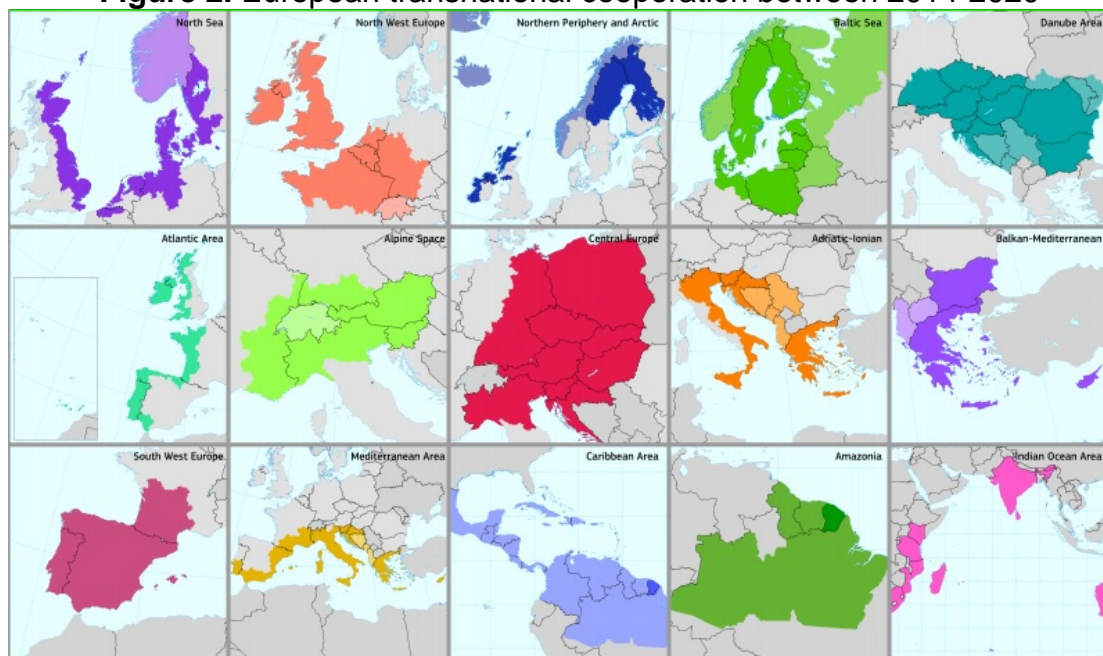 Figure 2. European transnational cooperation between 2014-2020
North Sea
North West Europe
Northern Periphery and Arctic
Baltic Sea
Danube Area
Atlantic Area
Alpine Space
Central Europe
Adriatic-Ionian
Balkan-Mediterranean
South West Europe
Mediterranean Area
Caribbean Area
Amazonia
Indian Ocean Area